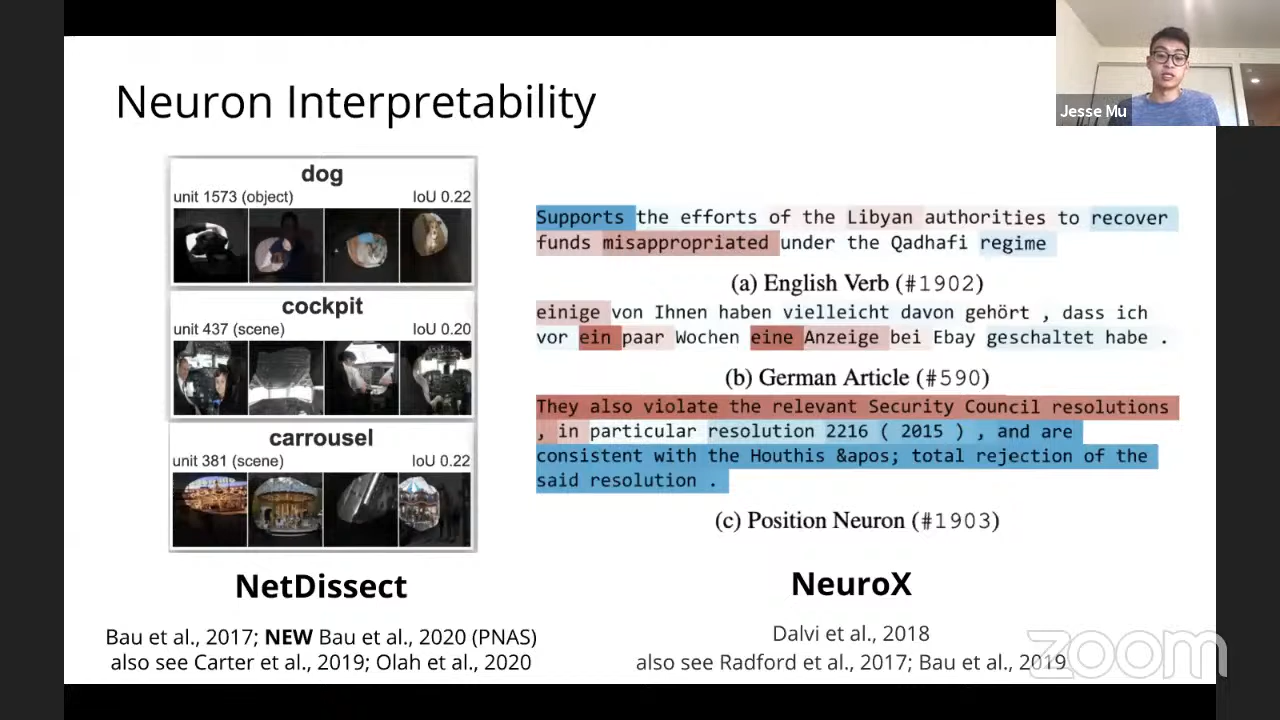 Neuron Interpretability
Jesse Mu
dog
unit 1573 (object) IoU 0.22
cockpit
unit 437 (scene) IoU 0.20
carrousel
unit 381 (scene) IoU 0.22
NetDissect
Bau et al., 2017; NEW Bau et al., 2020 (PNAS)
also see Carter et al., 2019; Olah et al., 2020
Supports the efforts of the Libyan authorities to recover
funds misappropriated under the Qadhafi regime
(a) English Verb (#1902)
einige von Ihnen haben vielleicht davon gehört , dass ich
vor ein paar Wochen eine Anzeige bei Ebay geschaltet habe .
(b) German Article (#590)
They also violate the relevant Security Council resolutions
, in particular resolution 2216 ( 2015 ) , and are
consistent with the Houthis &apos; total rejection of the
said resolution .
(c) Position Neuron (#1903)
NeuroX
Dalvi et al., 2018
also see Radford et al., 2017; Bau et al., 2019
zoom